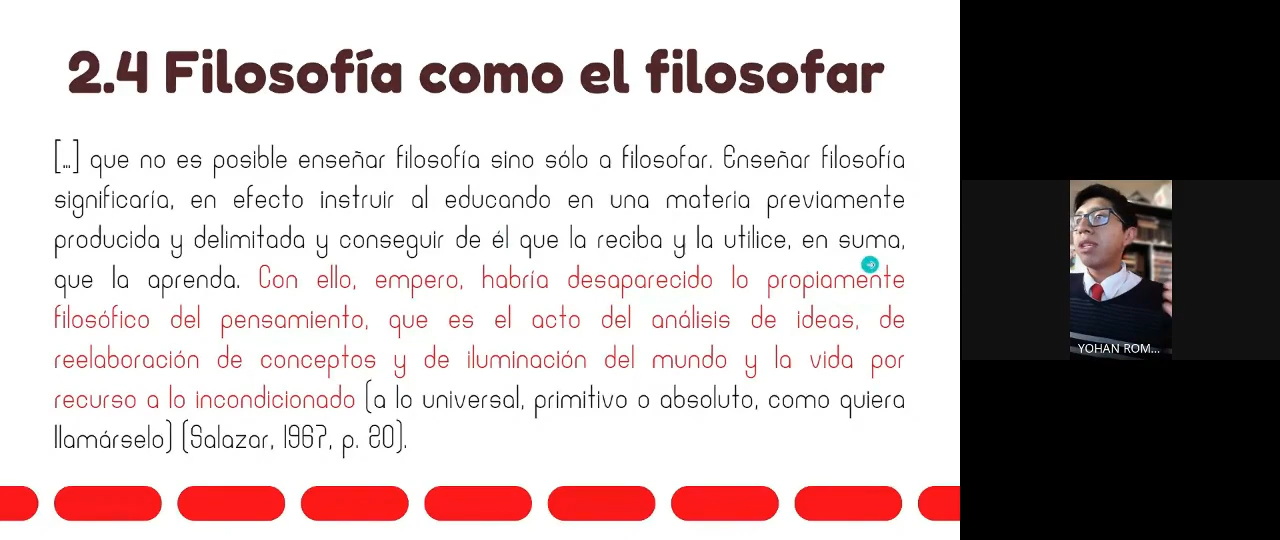 2.4 Filosofía como el filosofar
[...] que no es posible enseñar filosofía sino sólo a filosofar. Enseñar filosofía
significaría, en efecto instruir al educando en una materia previamente
producida y delimitada y conseguir de él que la reciba y la utilice, en suma,
que la aprenda. Con ello, empero, habría desaparecido lo propiamente
filosófico del pensamiento, que es el acto del análisis de ideas, de
reelaboración de conceptos y de iluminación del mundo y la vida por
recurso a lo incondicionado (a lo universal, primitivo o absoluto, como quiera
llamárselo) (Salazar, 1967, p. 20).
YOHAN ROM...